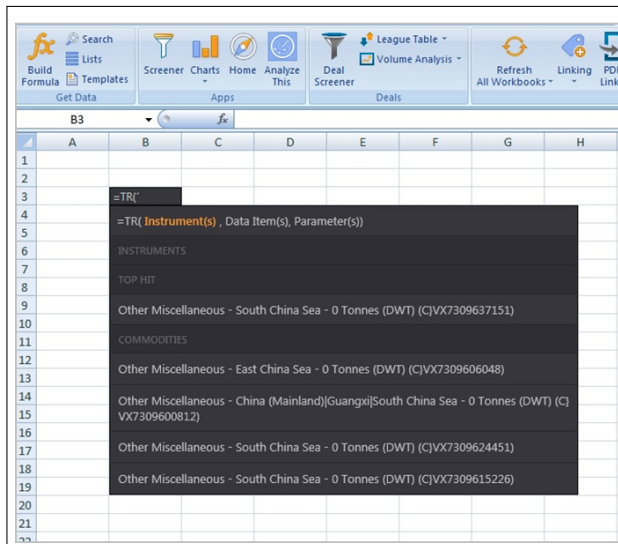 Search
League Table
Lists
Volume Analysis
Build Formula
Templates
Screener
Charts
Home
Analyze This
Deal Screener
Refresh All Workbooks
Linking
PD
Link
Get Data
Apps
Deals
B3
fx
A B C D E F G H
1
2
3 =TR("
4 =TR( Instrument(s) , Data Item(s), Parameter(s))
5
6 INSTRUMENTS
7
8 TOP HIT
9 Other Miscellaneous - South China Sea - 0 Tonnes (DWT) (C}VX7309637151)
10
11 COMMODITIES
12 Other Miscellaneous - East China Sea - 0 Tonnes (DWT) (C}VX7309606048)
13
14 Other Miscellaneous - China (Mainland)|Guangxi|South China Sea - 0 Tonnes (DWT) (C}
15 VX7309600812)
16
17 Other Miscellaneous - South China Sea - 0 Tonnes (DWT) (C}VX7309624451)
18
19 Other Miscellaneous - South China Sea - 0 Tonnes (DWT) (C}VX7309615226)
20
21
22